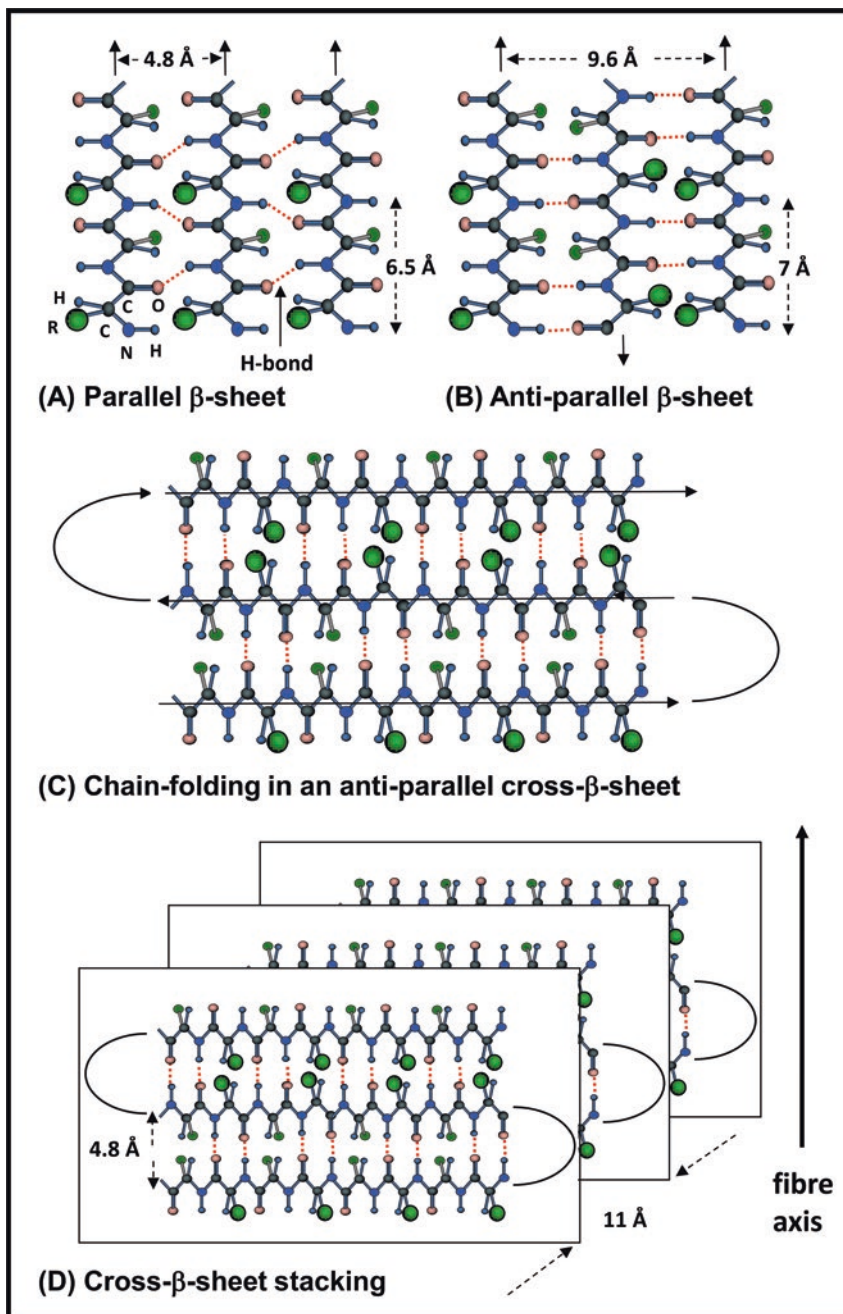 4.8 Å
9.6 Å
6.5 Å
7 Å
H
C
O
R
C
N
H
H-bond
(A) Parallel β-sheet
(B) Anti-parallel β-sheet
(C) Chain-folding in an anti-parallel cross-β-sheet
4.8 Å
11 Å
fibre
axis
(D) Cross-β-sheet stacking